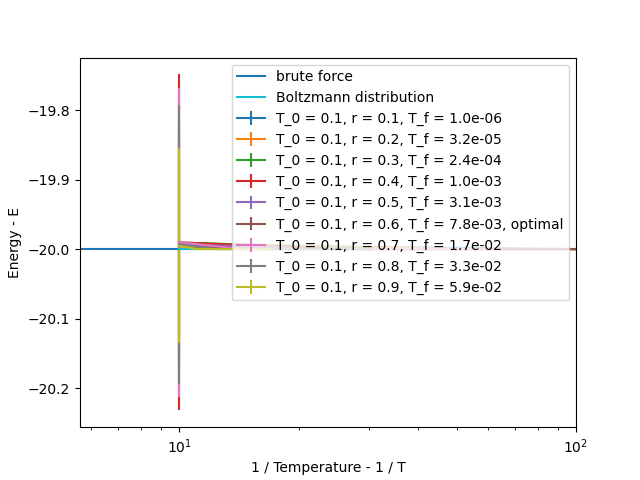 brute force
Boltzmann distribution
T_0 = 0.1, r = 0.1, T_f = 1.0e-06
T_0 = 0.1, r = 0.2, T_f = 3.2e-05
T_0 = 0.1, r = 0.3, T_f = 2.4e-04
T_0 = 0.1, r = 0.4, T_f = 1.0e-03
T_0 = 0.1, r = 0.5, T_f = 3.1e-03
T_0 = 0.1, r = 0.6, T_f = 7.8e-03, optimal
T_0 = 0.1, r = 0.7, T_f = 1.7e-02
T_0 = 0.1, r = 0.8, T_f = 3.3e-02
T_0 = 0.1, r = 0.9, T_f = 5.9e-02
−19.8
−19.9
−20.0
−20.1
−20.2
Energy - E
10¹
10²
1 / Temperature - 1 / T